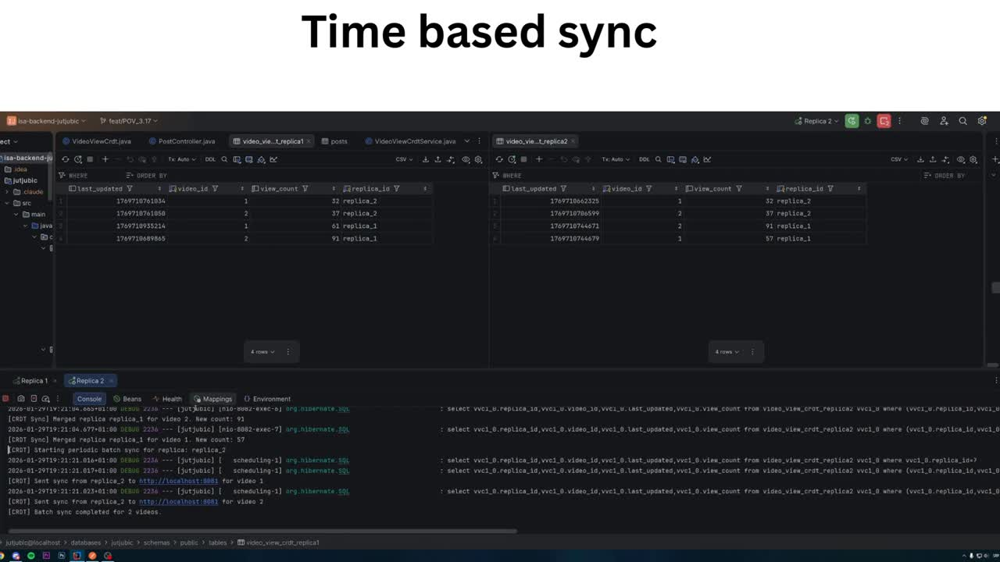 Time based sync
isa-backend-jutjubic
feat/POV_3.17
Replica 2
ect
VideoViewCrdt.java
PostController.java
video_vie...t_replica1
posts
VideoViewCrdtService.java
video_vie...t_replica2
isa-backend-ju
Tx: Auto
DDL
CSV
Tx: Auto
DDL
CSV
.idea
WHERE
ORDER BY
WHERE
ORDER BY
jutjubic
last_updated
video_id
view_count
replica_id
last_updated
video_id
view_count
replica_id
.claude
1769710761034 1 32 replica_2
1769710662325 1 32 replica_2
src
main
1769710761050 2 37 replica_2
1769710706599 2 37 replica_2
java
1769710935214 1 61 replica_1
1769710744671 2 91 replica_1
1769710689865 2 91 replica_1
1769710744679 1 57 replica_1
4 rows
4 rows
Replica 1
Replica 2
Console
Beans
Health
Mappings
Environment
2026-01-29T19:21:04.665+01:00 DEBUG 2236 --- [jutjubic] [nio-8082-exec-6] org.hibernate.SQL : select vvc1_0.replica_id,vvc1_0.video_id,vvc1_0.last_updated,vvc1_0.view_count from video_view_crdt_replica2 vvc1_0 where (vvc1_0.replica_id,vvc1_0
[CRDT Sync] Merged replica replica_1 for video 2. New count: 91
2026-01-29T19:21:04.677+01:00 DEBUG 2236 --- [jutjubic] [nio-8082-exec-7] org.hibernate.SQL : select vvc1_0.replica_id,vvc1_0.video_id,vvc1_0.last_updated,vvc1_0.view_count from video_view_crdt_replica2 vvc1_0 where (vvc1_0.replica_id,vvc1_0
[CRDT Sync] Merged replica replica_1 for video 1. New count: 57
[CRDT] Starting periodic batch sync for replica: replica_2
2026-01-29T19:21:21.016+01:00 DEBUG 2236 --- [jutjubic] [ scheduling-1] org.hibernate.SQL : select vvc1_0.replica_id,vvc1_0.video_id,vvc1_0.last_updated,vvc1_0.view_count from video_view_crdt_replica2 vvc1_0 where vvc1_0.replica_id=?
2026-01-29T19:21:21.017+01:00 DEBUG 2236 --- [jutjubic] [ scheduling-1] org.hibernate.SQL : select vvc1_0.replica_id,vvc1_0.video_id,vvc1_0.last_updated,vvc1_0.view_count from video_view_crdt_replica2 vvc1_0 where (vvc1_0.replica_id,vvc1_0
[CRDT] Sent sync from replica_2 to http://localhost:8081 for video 1
2026-01-29T19:21:21.023+01:00 DEBUG 2236 --- [jutjubic] [ scheduling-1] org.hibernate.SQL : select vvc1_0.replica_id,vvc1_0.video_id,vvc1_0.last_updated,vvc1_0.view_count from video_view_crdt_replica2 vvc1_0 where (vvc1_0.replica_id,vvc1_0
[CRDT] Sent sync from replica_2 to http://localhost:8081 for video 2
[CRDT] Batch sync completed for 2 videos.
jutjubic@localhost > databases > jutjubic > schemas > public > tables > video_view_crdt_replica1